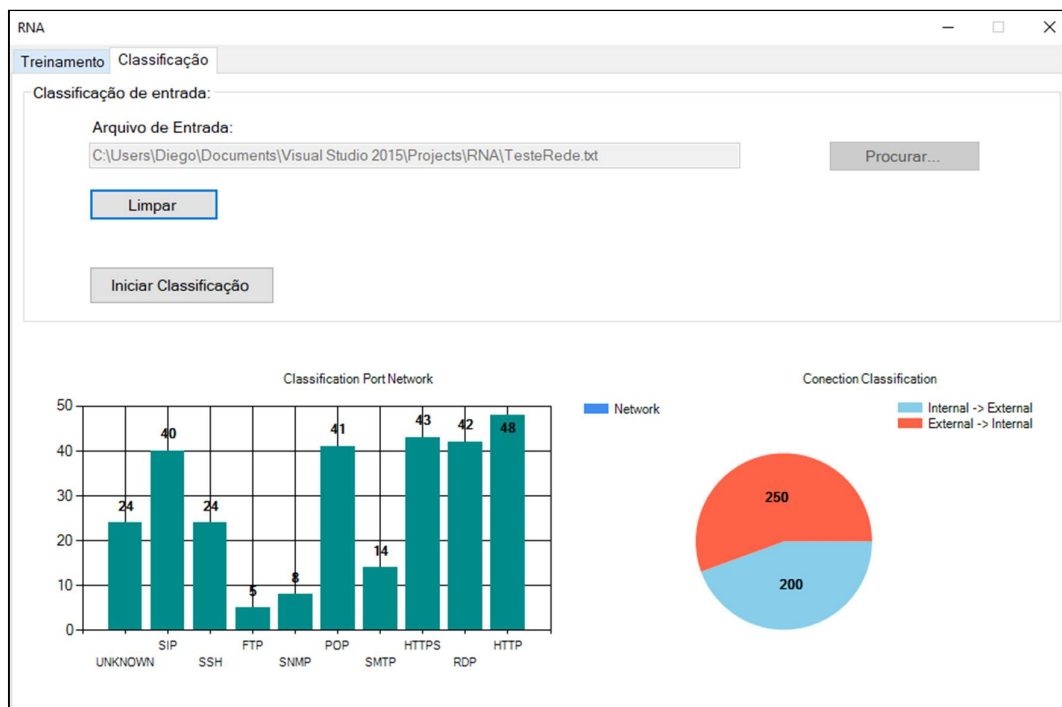 RNA
Treinamento Classificação
Classificação de entrada:
Arquivo de Entrada:
C:\Users\Diego\Documents\Visual Studio 2015\Projects\RNA\TesteRede.txt Procurar...
Limpar
Iniciar Classificação
Classification Port Network
50
40
30
20
10
0
24
40
24
5
8
41
14
43
42
48
UNKNOWN
SIP
SSH
FTP
SNMP
POP
SMTP
HTTPS
RDP
HTTP
Network
Conection Classification
Internal -> External
External -> Internal
250
200